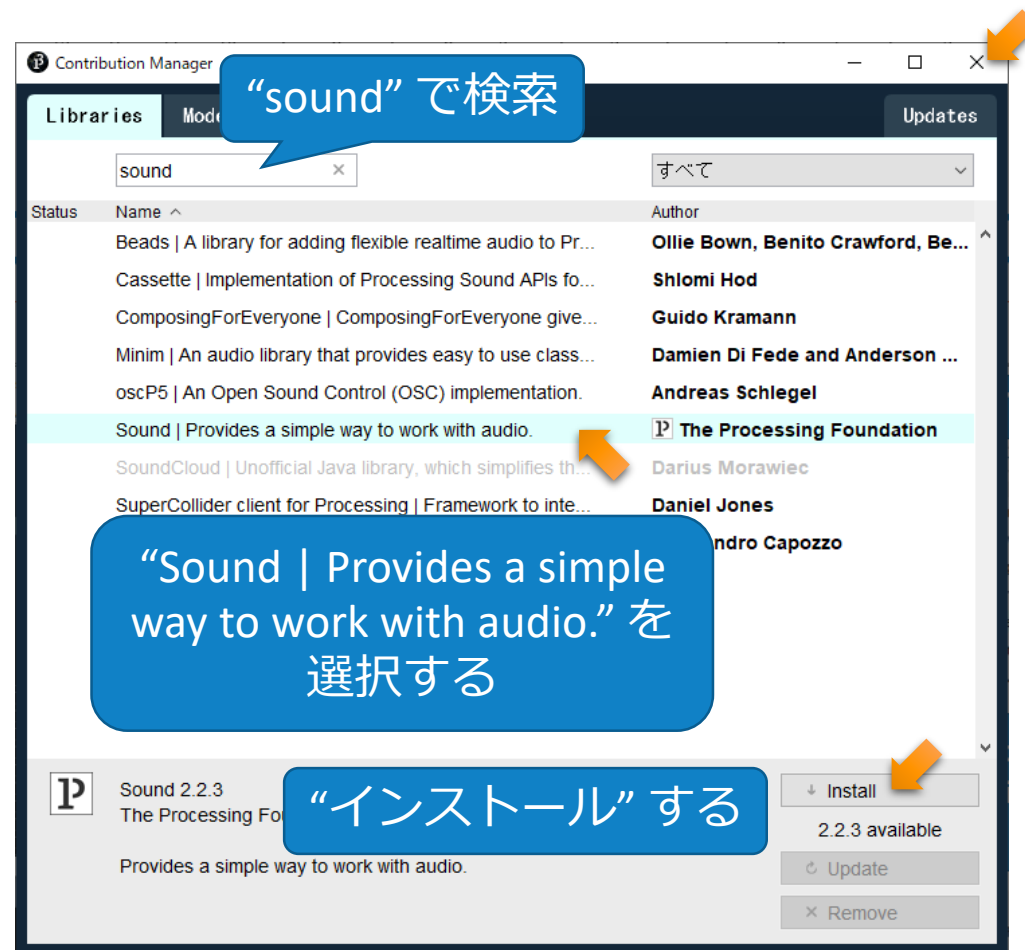 Contribution Manager
“sound” で検索
Libraries
Updates
sound
すべて
Status Name Author
Beads | A library for adding flexible realtime audio to Pr... Ollie Bown, Benito Crawford, Be...
Cassette | Implementation of Processing Sound APIs fo... Shlomi Hod
ComposingForEveryone | ComposingForEveryone give... Guido Kramann
Minim | An audio library that provides easy to use class... Damien Di Fede and Anderson ...
oscP5 | An Open Sound Control (OSC) implementation. Andreas Schlegel
Sound | Provides a simple way to work with audio. The Processing Foundation
SoundCloud | Unofficial Java library, which simplifies th... Darius Morawiec
SuperCollider client for Processing | Framework to inte... Daniel Jones
Capozzo
“Sound | Provides a simple
way to work with audio.” を
選択する
Sound 2.2.3
The Processing
“インストール” する
Install
2.2.3 available
Provides a simple way to work with audio.
Update
Remove